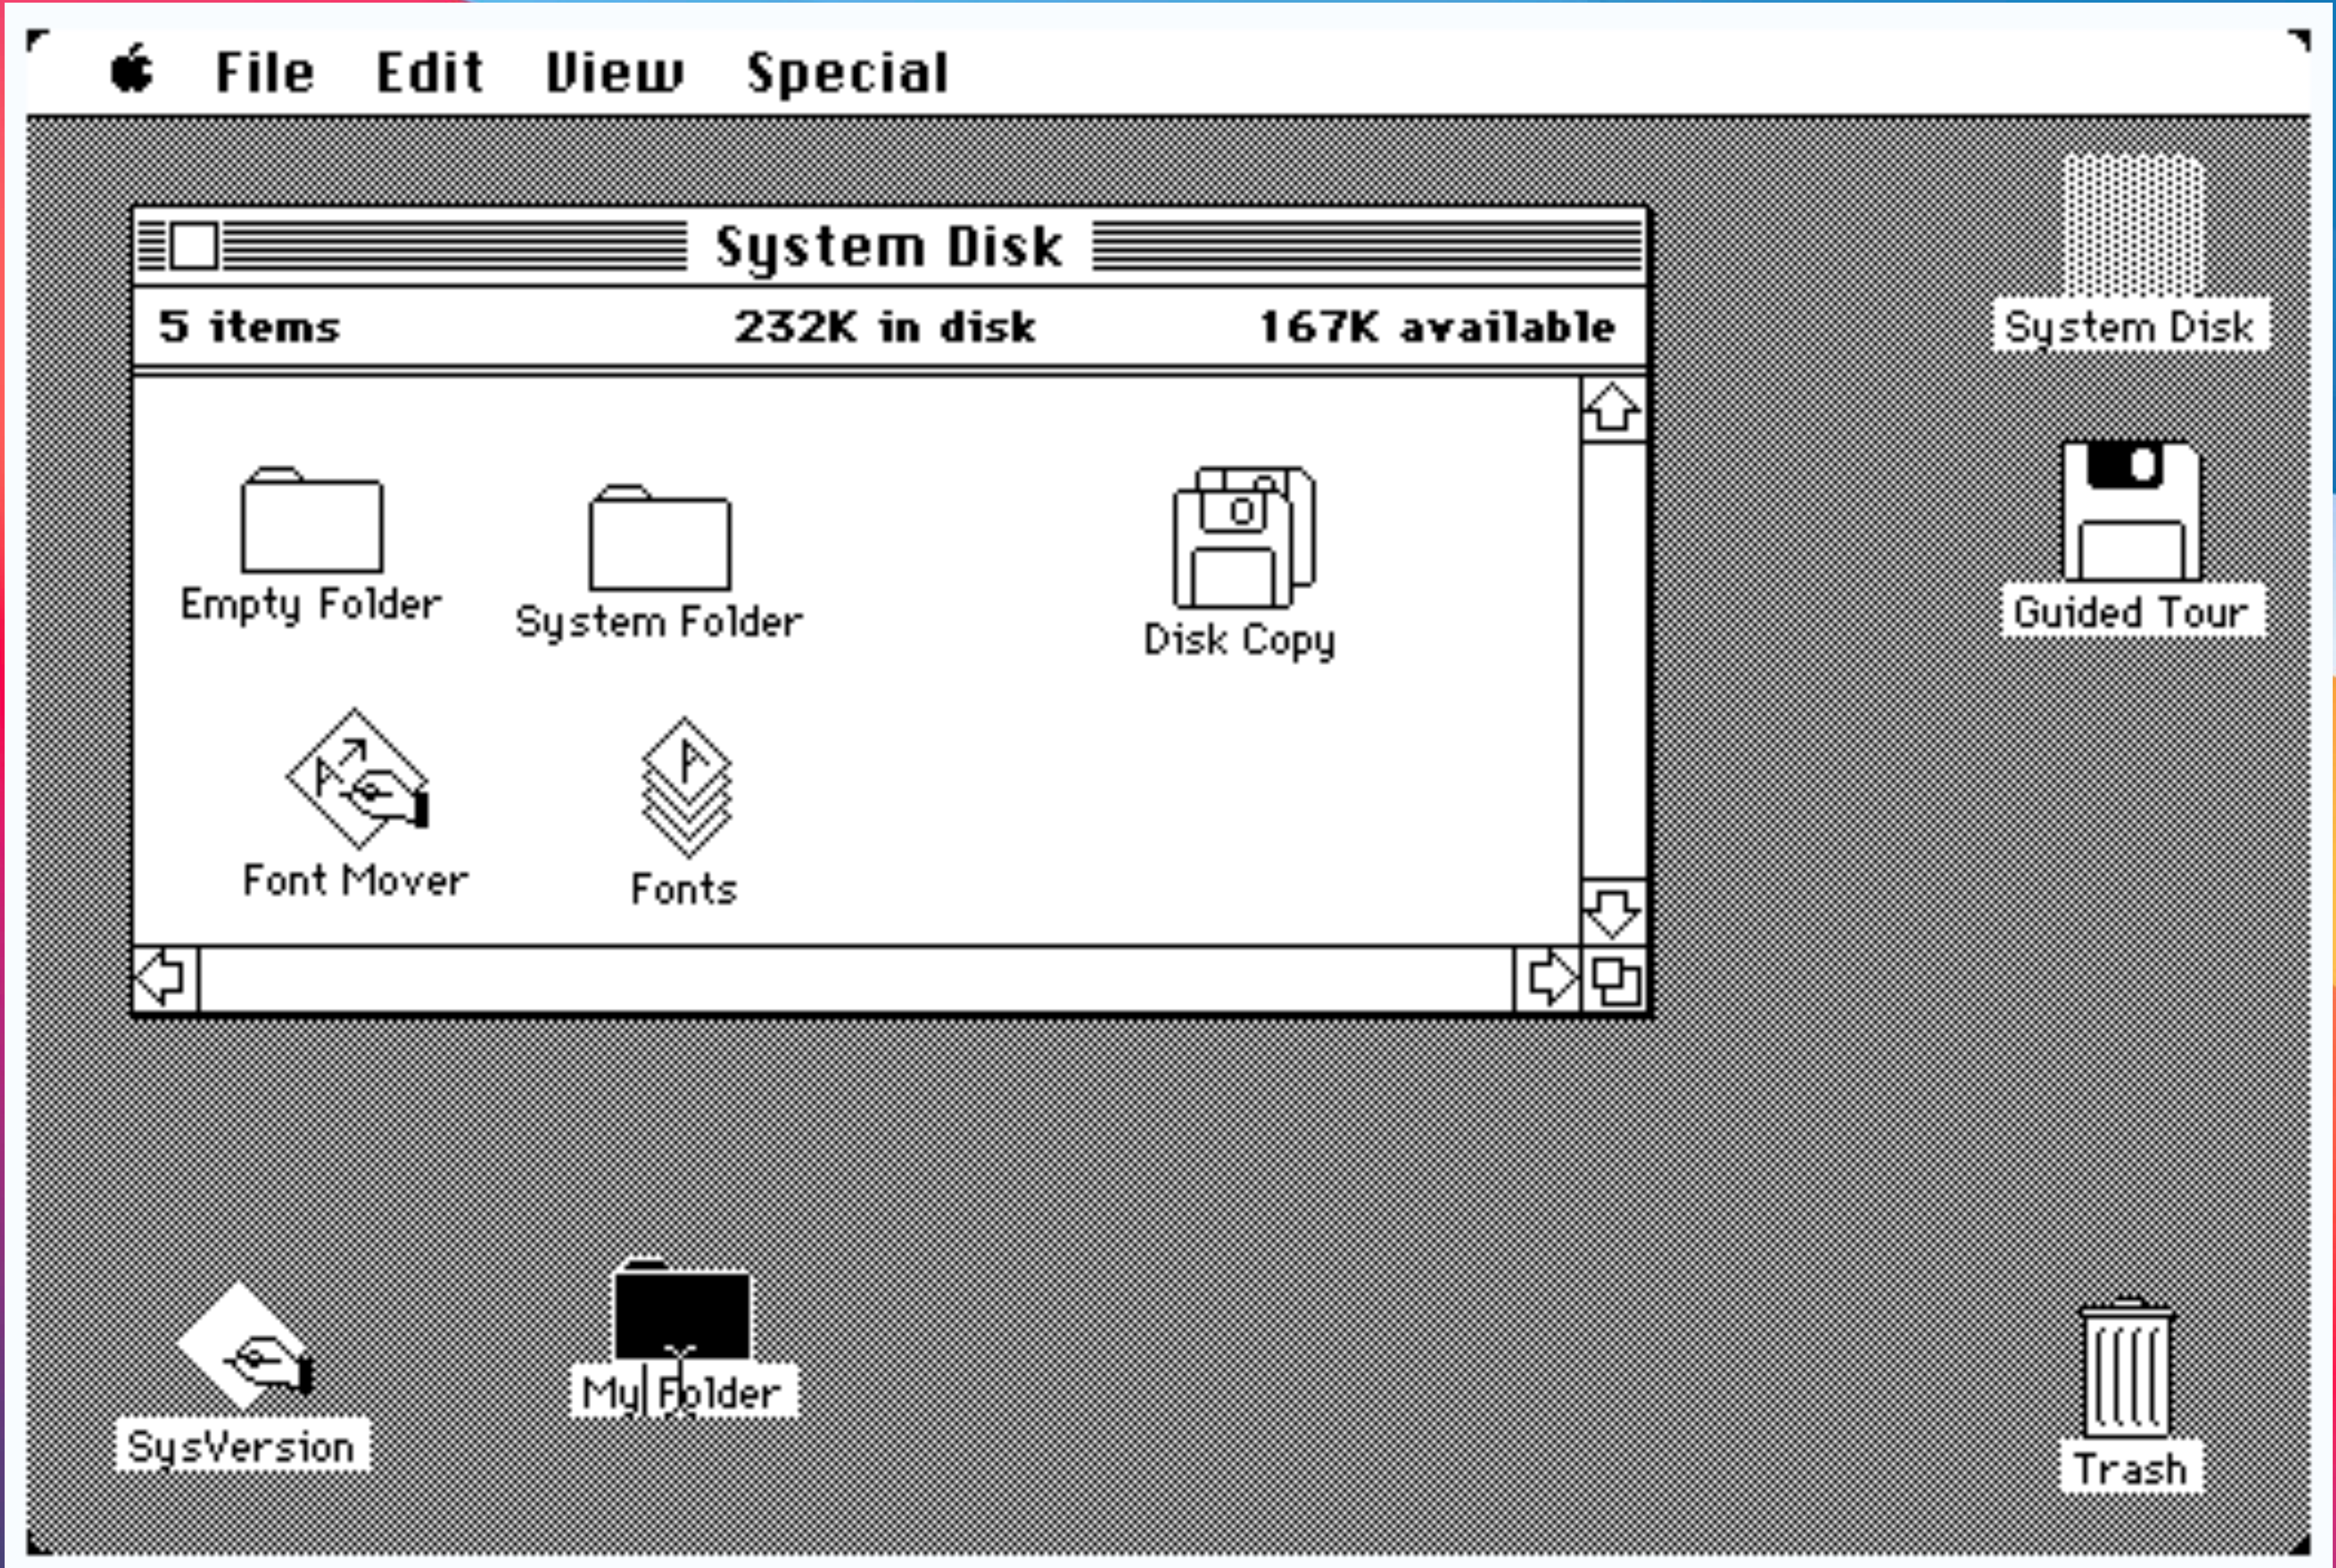 File Edit View Special
System Disk
5 items 232K in disk 167K available
System Disk
Empty Folder
System Folder
Disk Copy
Guided Tour
Font Mover
Fonts
SysVersion
My Folder
Trash